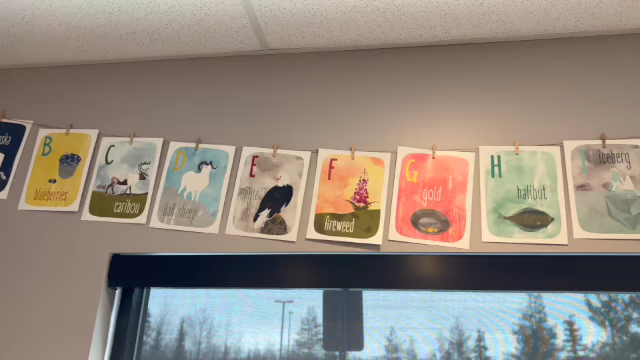 B
blueberries
C
caribou
D
dall sheep
E
F
fireweed
G
gold
H
halibut
I
iceberg